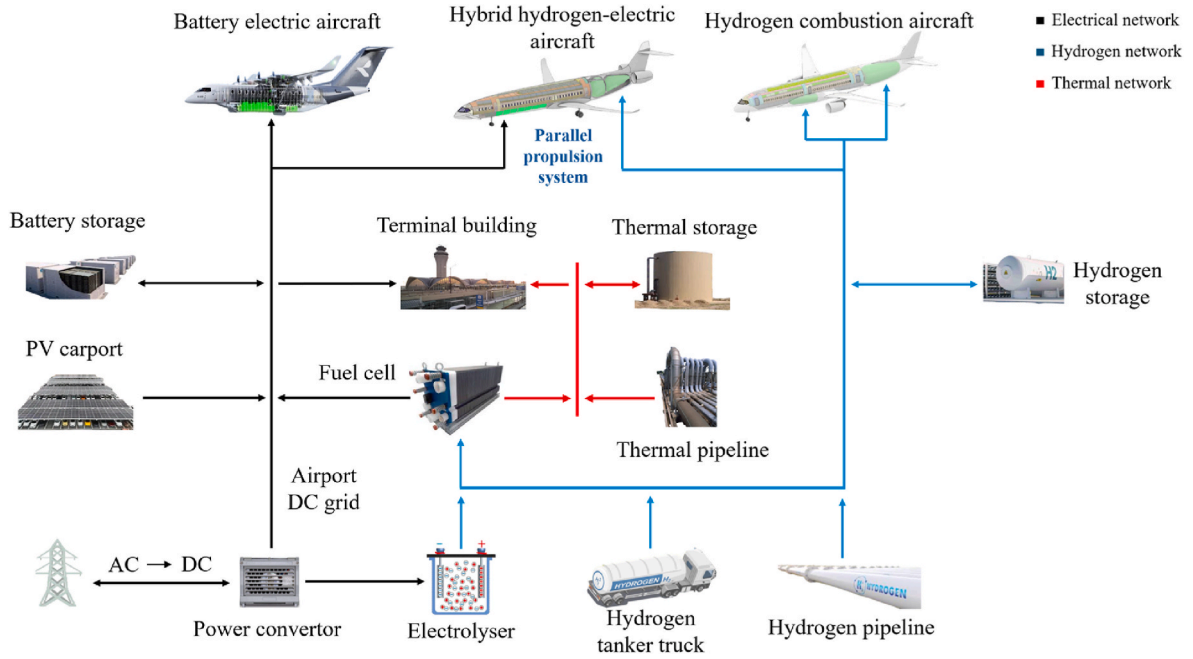 Battery electric aircraft
Hybrid hydrogen-electric
aircraft
Hydrogen combustion aircraft
Electrical network
Hydrogen network
Thermal network
Parallel
propulsion
system
Battery storage
Terminal building
Thermal storage
H2
Hydrogen
storage
PV carport
Fuel cell
Thermal pipeline
Airport
DC grid
AC → DC
Power convertor
- +
Electrolyser
HYDROGEN
Hydrogen
tanker truck
HYDROGEN
Hydrogen pipeline